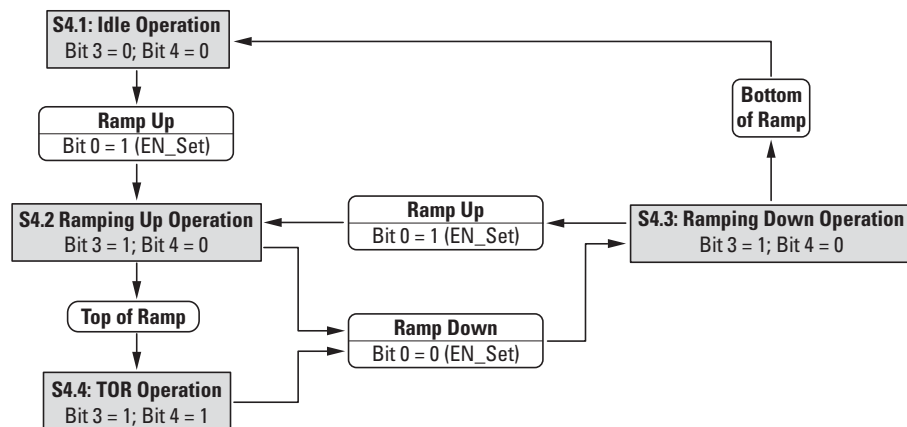 S4.1: Idle Operation
Bit 3 = 0; Bit 4 = 0
Bottom
of Ramp
Ramp Up
Bit 0 = 1 (EN_Set)
S4.2 Ramping Up Operation
Bit 3 = 1; Bit 4 = 0
Ramp Up
Bit 0 = 1 (EN_Set)
S4.3: Ramping Down Operation
Bit 3 = 1; Bit 4 = 0
Top of Ramp
Ramp Down
Bit 0 = 0 (EN_Set)
S4.4: TOR Operation
Bit 3 = 1; Bit 4 = 1